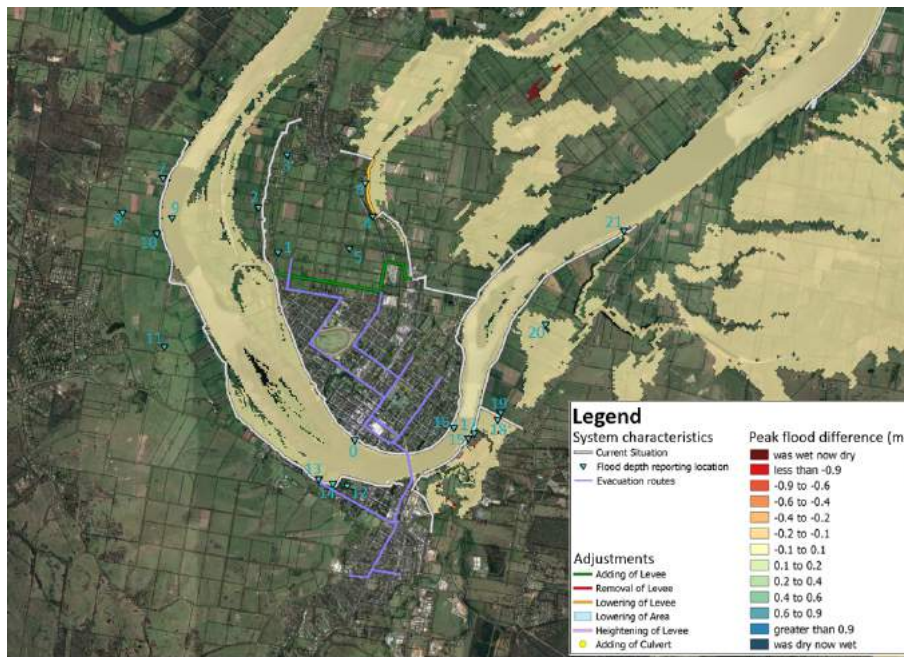 3
7
6
2
9
8
4
10
1
5
21
11
20
19
16
17
18
15
0
13
14
12
Legend
System characteristics
Current Situation
Flood depth reporting location
Evacuation routes
Adjustments
Adding of Levee
Removal of Levee
Lowering of Levee
Lowering of Area
Heightening of Levee
Adding of Culvert
Peak flood difference (m
was wet now dry
less than -0.9
-0.9 to -0.6
-0.6 to -0.4
-0.4 to -0.2
-0.2 to -0.1
-0.1 to 0.1
0.1 to 0.2
0.2 to 0.4
0.4 to 0.6
0.6 to 0.9
greater than 0.9
was dry now wet